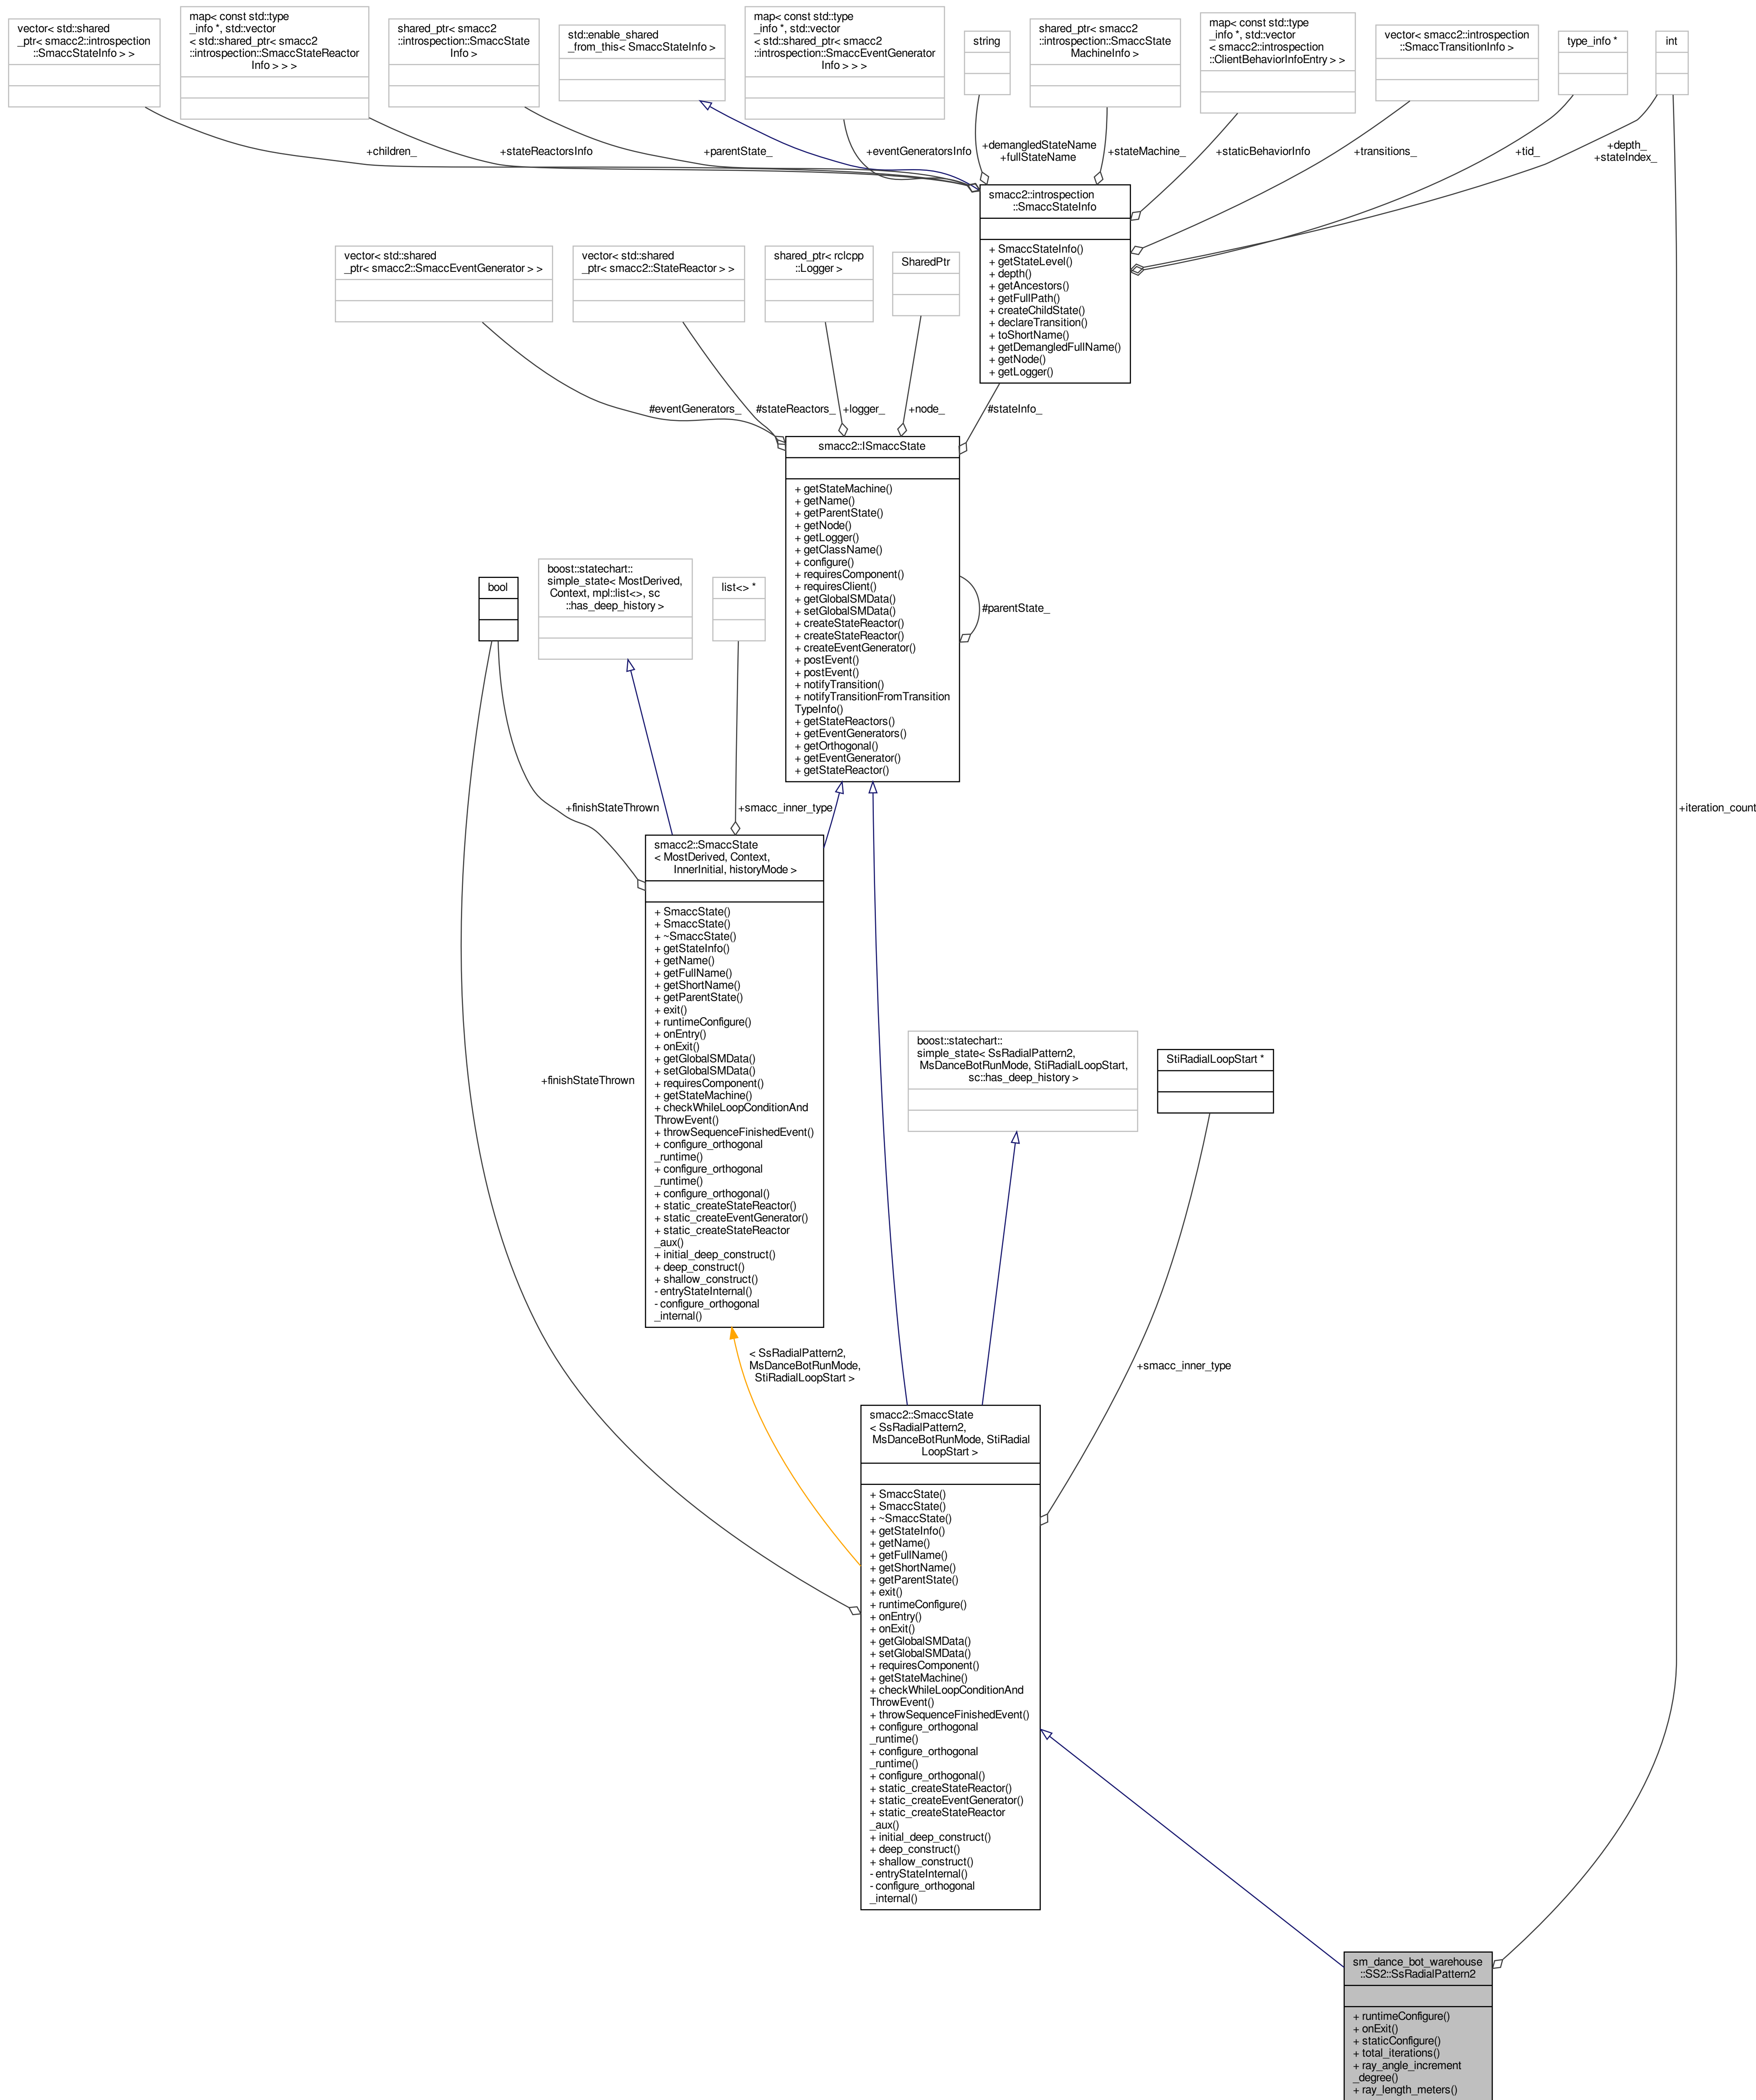 vector< std::shared
_ptr< smacc2::introspection
::SmaccStateInfo > >
map< const std::type
_info *, std::vector
< std::shared_ptr< smacc2
::introspection::SmaccStateReactor
Info > > >
shared_ptr< smacc2
::introspection::SmaccState
Info >
std::enable_shared
_from_this< SmaccStateInfo >
map< const std::type
_info *, std::vector
< std::shared_ptr< smacc2
::introspection::SmaccEventGenerator
Info > > >
string
shared_ptr< smacc2
::introspection::SmaccState
MachineInfo >
map< const std::type
_info *, std::vector
< smacc2::introspection
::ClientBehaviorInfoEntry > >
vector< smacc2::introspection
::SmaccTransitionInfo >
type_info *
int
+children_
+stateReactorsInfo
+parentState_
+eventGeneratorsInfo
+demangledStateName
+fullStateName
+stateMachine_
+staticBehaviorInfo
+transitions_
+tid_
+depth_
+stateIndex_
smacc2::introspection
::SmaccStateInfo
+ SmaccStateInfo()
+ getStateLevel()
+ depth()
+ getAncestors()
+ getFullPath()
+ createChildState()
+ declareTransition()
+ toShortName()
+ getDemangledFullName()
+ getNode()
+ getLogger()
vector< std::shared
_ptr< smacc2::SmaccEventGenerator > >
vector< std::shared
_ptr< smacc2::StateReactor > >
shared_ptr< rclcpp
::Logger >
SharedPtr
#eventGenerators_
#stateReactors_
+logger_
+node_
#stateInfo_
smacc2::ISmaccState
+ getStateMachine()
+ getName()
+ getParentState()
+ getNode()
+ getLogger()
+ getClassName()
+ configure()
+ requiresComponent()
+ requiresClient()
+ getGlobalSMData()
+ setGlobalSMData()
+ createStateReactor()
+ createStateReactor()
+ createEventGenerator()
+ postEvent()
+ postEvent()
+ notifyTransition()
+ notifyTransitionFromTransition
TypeInfo()
+ getStateReactors()
+ getEventGenerators()
+ getOrthogonal()
+ getEventGenerator()
+ getStateReactor()
#parentState_
bool
boost::statechart::
simple_state< MostDerived,
Context, mpl::list<>, sc
::has_deep_history >
list<> *
+finishStateThrown
+smacc_inner_type
+iteration_count
smacc2::SmaccState
< MostDerived, Context,
InnerInitial, historyMode >
+ SmaccState()
+ SmaccState()
+ ~SmaccState()
+ getStateInfo()
+ getName()
+ getFullName()
+ getShortName()
+ getParentState()
+ exit()
+ runtimeConfigure()
+ onEntry()
+ onExit()
+ getGlobalSMData()
+ setGlobalSMData()
+ requiresComponent()
+ getStateMachine()
+ checkWhileLoopConditionAnd
ThrowEvent()
+ throwSequenceFinishedEvent()
+ configure_orthogonal
_runtime()
+ configure_orthogonal
_runtime()
+ configure_orthogonal()
+ static_createStateReactor()
+ static_createEventGenerator()
+ static_createStateReactor
_aux()
+ initial_deep_construct()
+ deep_construct()
+ shallow_construct()
- entryStateInternal()
- configure_orthogonal
_internal()
+finishStateThrown
boost::statechart::
simple_state< SsRadialPattern2,
MsDanceBotRunMode, StiRadialLoopStart,
sc::has_deep_history >
StiRadialLoopStart *
< SsRadialPattern2,
MsDanceBotRunMode,
StiRadialLoopStart >
+smacc_inner_type
smacc2::SmaccState
< SsRadialPattern2,
MsDanceBotRunMode, StiRadial
LoopStart >
+ SmaccState()
+ SmaccState()
+ ~SmaccState()
+ getStateInfo()
+ getName()
+ getFullName()
+ getShortName()
+ getParentState()
+ exit()
+ runtimeConfigure()
+ onEntry()
+ onExit()
+ getGlobalSMData()
+ setGlobalSMData()
+ requiresComponent()
+ getStateMachine()
+ checkWhileLoopConditionAnd
ThrowEvent()
+ throwSequenceFinishedEvent()
+ configure_orthogonal
_runtime()
+ configure_orthogonal
_runtime()
+ configure_orthogonal()
+ static_createStateReactor()
+ static_createEventGenerator()
+ static_createStateReactor
_aux()
+ initial_deep_construct()
+ deep_construct()
+ shallow_construct()
- entryStateInternal()
- configure_orthogonal
_internal()
sm_dance_bot_warehouse
::SS2::SsRadialPattern2
+ runtimeConfigure()
+ onExit()
+ staticConfigure()
+ total_iterations()
+ ray_angle_increment
_degree()
+ ray_length_meters()